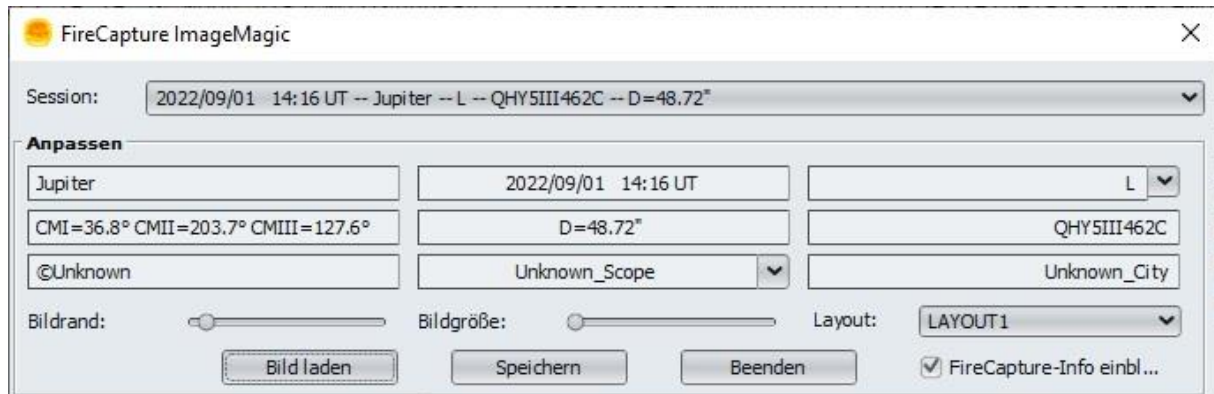 FireCapture ImageMagic
Session: 2022/09/01 14:16 UT -- Jupiter -- L -- QHY5III462C -- D=48.72"
Anpassen
Jupiter 2022/09/01 14:16 UT L
CMI=36.8° CMII=203.7° CMIII=127.6° D=48.72" QHY5III462C
©Unknown Unknown_Scope Unknown_City
Bildrand: Bildgröße: Layout: LAYOUT1
Bild laden Speichern Beenden FireCapture-Info einbl...